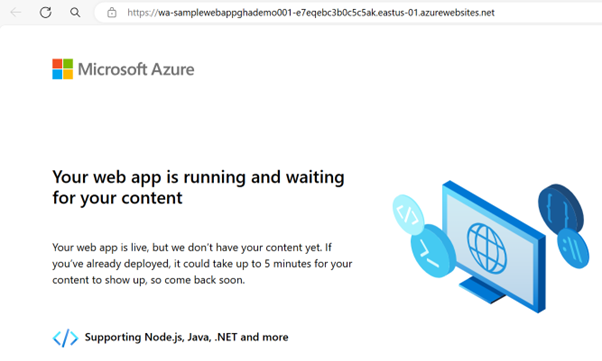 https://wa-samplewebappghademo001-e7eqebc3b0c5c5ak.eastus-01.azurewebsites.net
Microsoft Azure
Your web app is running and waiting
for your content
Your web app is live, but we don't have your content yet. If
you've already deployed, it could take up to 5 minutes for your
content to show up, so come back soon.
</> Supporting Node.js, Java, .NET and more